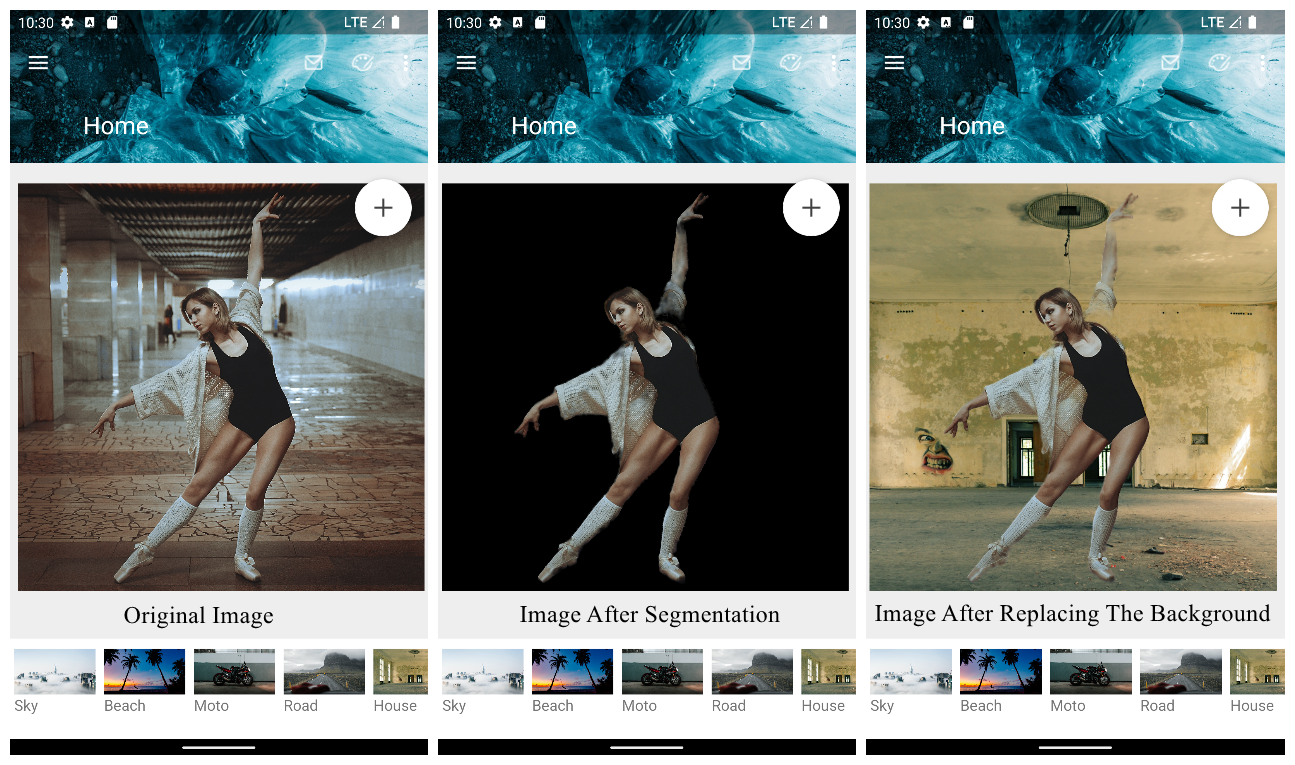 10:30 LTE
Home
Original Image
Sky Beach Moto Road House
10:30 LTE
Home
Image After Segmentation
Sky Beach Moto Road House
10:30 LTE
Home
Image After Replacing The Background
Sky Beach Moto Road House